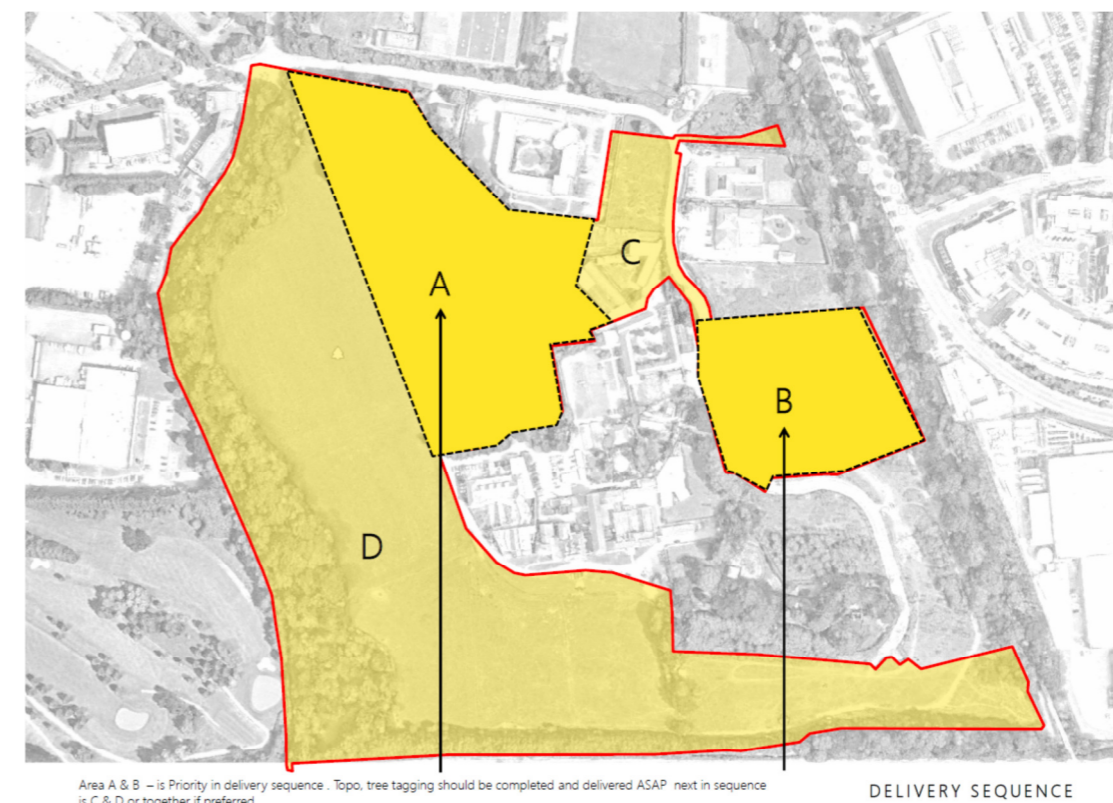 A
C
B
D
Area A & B – is Priority in delivery sequence . Topo, tree tagging should be completed and delivered ASAP next in sequence
is C & D or together if preferred
DELIVERY SEQUENCE